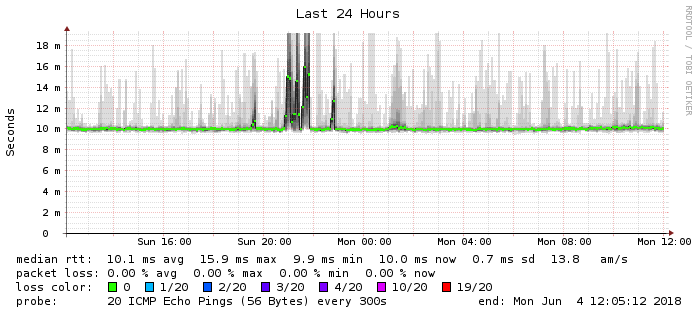 Last 24 Hours
RRDTOOL / TOBI OETIKER
Seconds
18 m
16 m
14 m
12 m
10 m
8 m
6 m
4 m
2 m
0
Sun 16:00 Sun 20:00 Mon 00:00 Mon 04:00 Mon 08:00 Mon 12:00
median rtt: 10.1 ms avg 15.9 ms max 9.9 ms min 10.0 ms now 0.7 ms sd 13.8 am/s
packet loss: 0.00 % avg 0.00 % max 0.00 % min 0.00 % now
loss color: 0 1/20 2/20 3/20 4/20 10/20 19/20
probe: 20 ICMP Echo Pings (56 Bytes) every 300s end: Mon Jun 4 12:05:12 2018